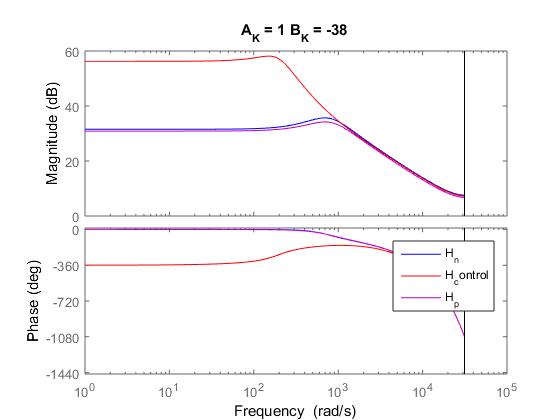 A_K = 1 B_K = -38
Magnitude (dB)
60
40
20
0
Phase (deg)
0
-360
-720
-1080
-1440
H_n
H_control
H_p
10^0 10^1 10^2 10^3 10^4 10^5
Frequency (rad/s)